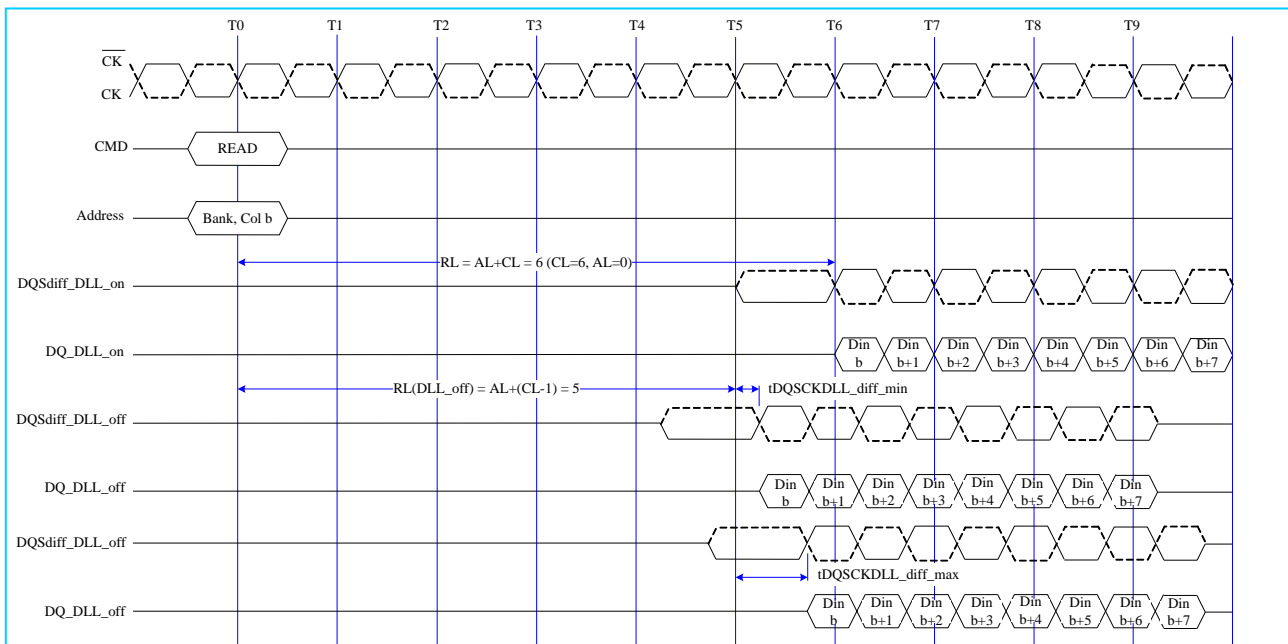 T0 T1 T2 T3 T4 T5 T6 T7 T8 T9
CK
CK
CMD READ
Address Bank, Col b
RL = AL+CL = 6 (CL=6, AL=0)
DQSdiff_DLL_on
DQ_DLL_on Din b Din b+1 Din b+2 Din b+3 Din b+4 Din b+5 Din b+6 Din b+7
RL(DLL_off) = AL+(CL-1) = 5 tDQSCKDLL_diff_min
DQSdiff_DLL_off
DQ_DLL_off Din b Din b+1 Din b+2 Din b+3 Din b+4 Din b+5 Din b+6 Din b+7
DQSdiff_DLL_off
tDQSCKDLL_diff_max
DQ_DLL_off Din b Din b+1 Din b+2 Din b+3 Din b+4 Din b+5 Din b+6 Din b+7